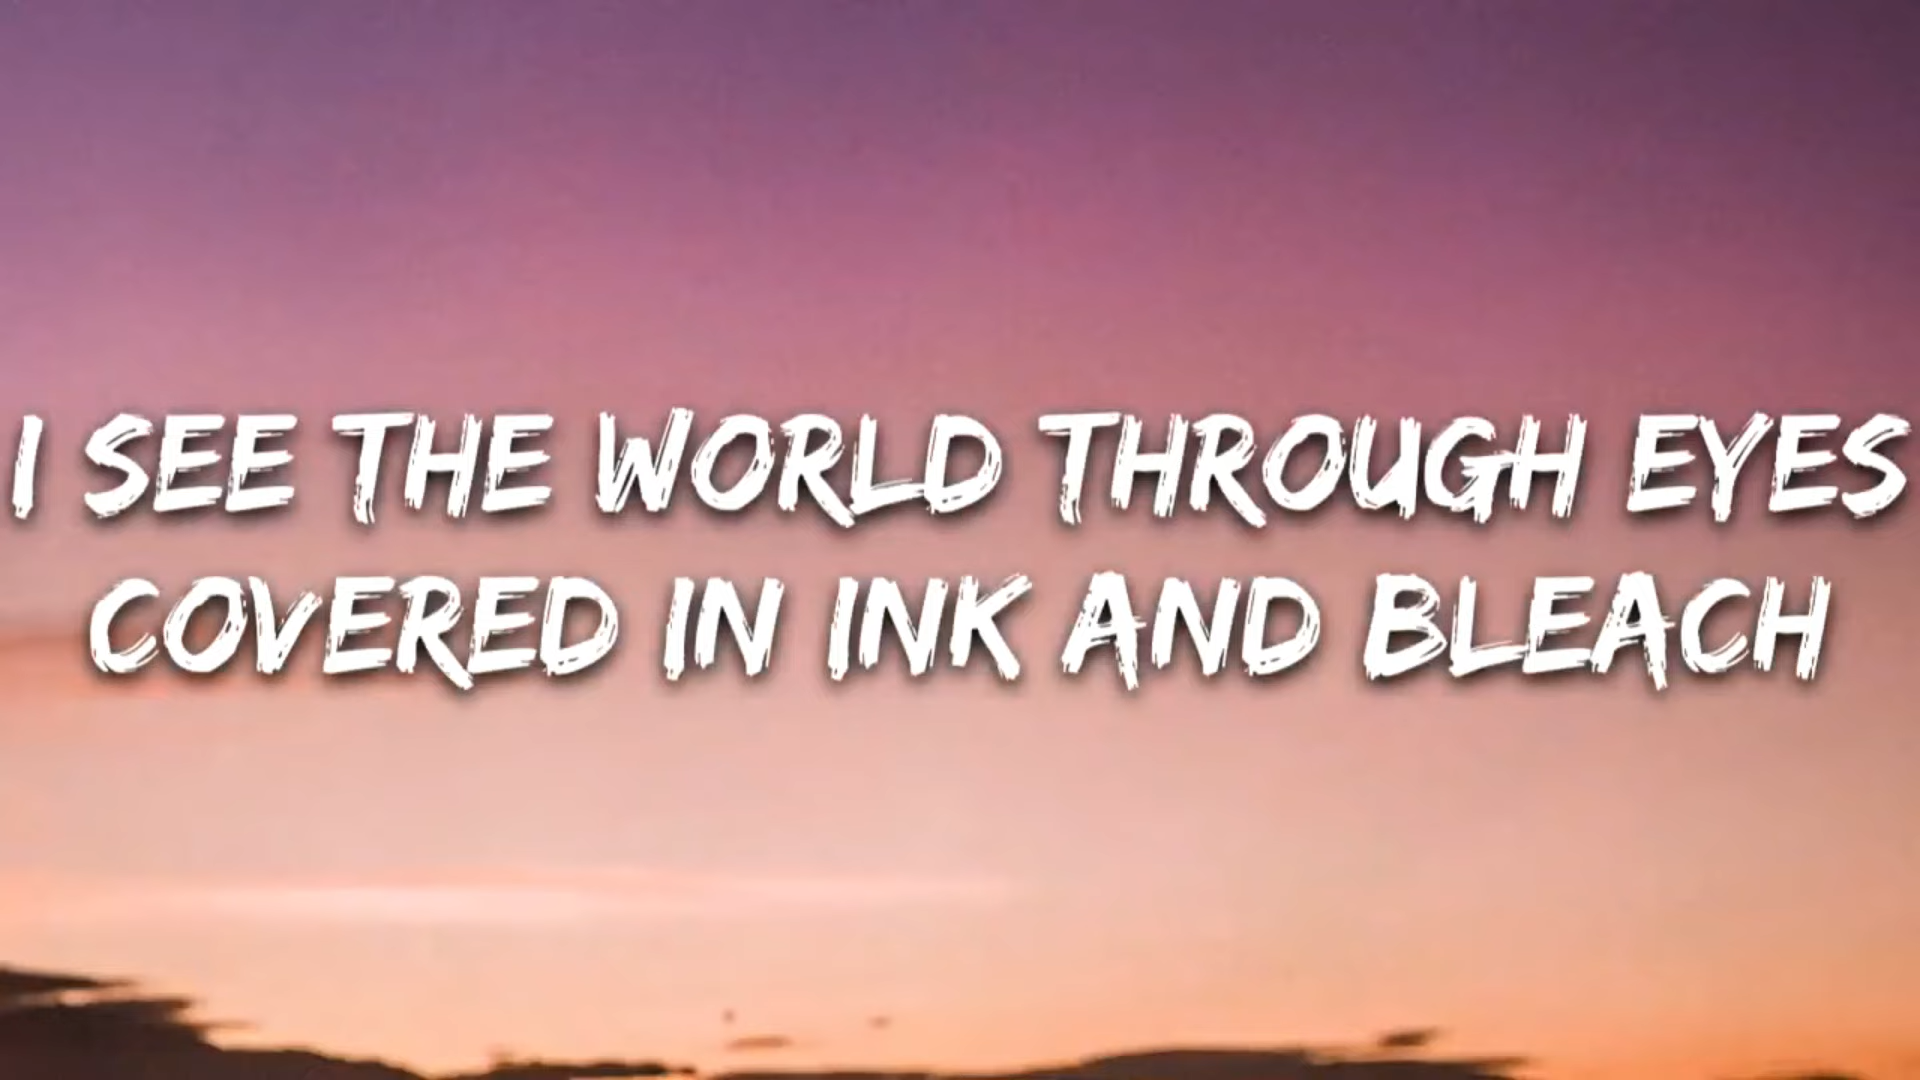 I SEE THE WORLD THROUGH EYES
COVERED IN INK AND BLEACH